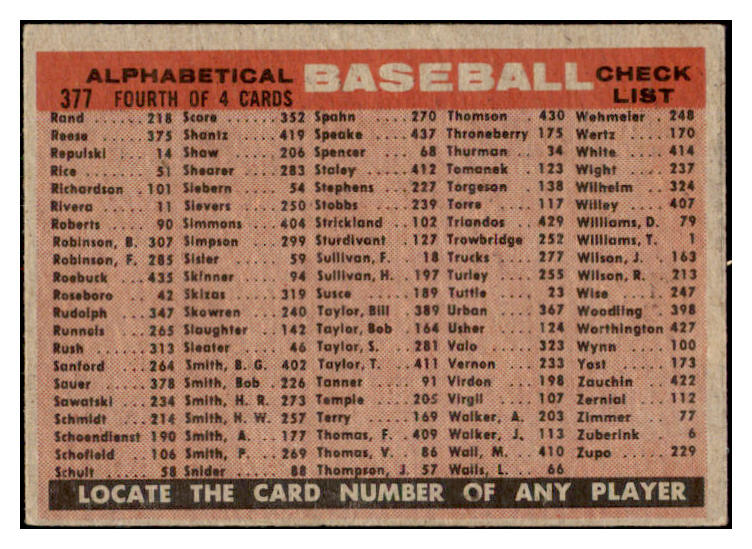 ALPHABETICAL BASEBALL CHECK
377 FOURTH OF 4 CARDS LIST
Rand ..... 218
Reese ..... 375
Repulski ... 14
Rice ..... 51
Richardson . 101
Rivera .... 11
Roberts .... 90
Robinson, B. 307
Robinson, F. 285
Roebuck ... 435
Roseboro .. 42
Rudolph ... 347
Runnels ... 265
Rush ..... 313
Sanford ... 264
Sauer .... 378
Sawatski ... 234
Schmidt ... 214
Schoendienst 190
Schofield ... 106
Schult ..... 58
Score .... 352
Shantz .... 419
Shaw .... 206
Shearer ... 283
Siebern ... 54
Sievers ... 250
Simmons ... 404
Simpson ... 299
Sisler .... 59
Skinner ... 94
Skizas .... 319
Skowren ... 240
Slaughter .. 142
Sleater ... 46
Smith, B. G. 402
Smith, Bob . 226
Smith, H. R. 273
Smith, H. W. 257
Smith, A. .. 177
Smith, P. .. 269
Snider .... 88
Spahn .... 270
Speake ... 437
Spencer ... 68
Staley .... 412
Stephens ... 227
Stobbs .... 239
Strickland .. 102
Sturdivant . 127
Sullivan, F. . 18
Sullivan, H. . 197
Susce .... 189
Taylor, Bill 389
Taylor, Bob . 164
Taylor, S. .. 281
Taylor, T. .. 411
Tanner ... 91
Temple ... 205
Terry .... 169
Thomas, F. . 409
Thomas, V. . 86
Thompson, J. 57
Thomson .. 430
Throneberry 175
Thurman .. 34
Tomanek .. 123
Torgeson .. 138
Torre .... 117
Triandos .. 429
Trowbridge 252
Trucks ... 277
Turley ... 255
Tuttle .... 23
Urban ... 367
Usher ... 124
Valo .... 323
Vernon ... 233
Virdon ... 198
Virgil .... 107
Walker, A. . 203
Walker, J. . 113
Wall, M. .. 410
Walls, L. .. 66
Wehmeier . 248
Wertz .... 170
White .... 414
Wight .... 237
Wilhelm .. 324
Willey ... 407
Williams, D. 79
Williams, T. 1
Wilson, J. . 163
Wilson, R. . 213
Wise .... 247
Woodling . 398
Worthington 427
Wynn ... 100
Yost .... 173
Zauchin .. 422
Zernial ... 112
Zimmer ... 77
Zuberink .. 6
Zupo .... 229
LOCATE THE CARD NUMBER OF ANY PLAYER